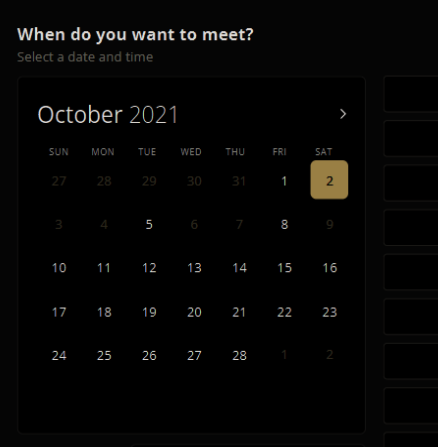 When do you want to meet?
Select a date and time
October 2021
SUN MON TUE WED THU FRI SAT
27 28 29 30 31 1 2
3 4 5 6 7 8 9
10 11 12 13 14 15 16
17 18 19 20 21 22 23
24 25 26 27 28 1 2